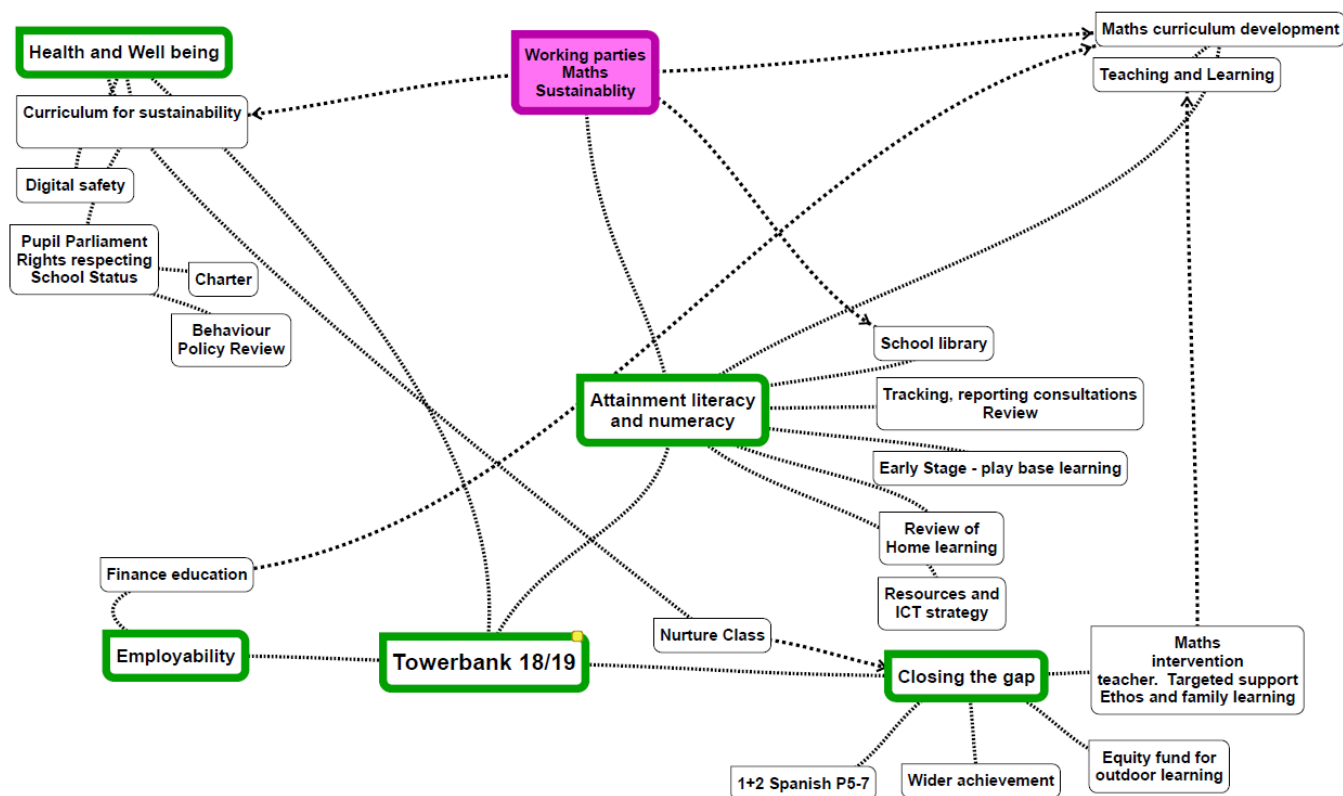 Health and Well being
Working parties
Maths
Sustainablity
Maths curriculum development
Teaching and Learning
Curriculum for sustainability
Digital safety
Pupil Parliament
Rights respecting
School Status
Charter
Behaviour
Policy Review
School library
Attainment literacy
and numeracy
Tracking, reporting consultations
Review
Early Stage - play base learning
Review of
Home learning
Resources and
ICT strategy
Finance education
Employability
Towerbank 18/19
Nurture Class
Closing the gap
Maths
intervention
teacher. Targeted support
Ethos and family learning
1+2 Spanish P5-7
Wider achievement
Equity fund for
outdoor learning